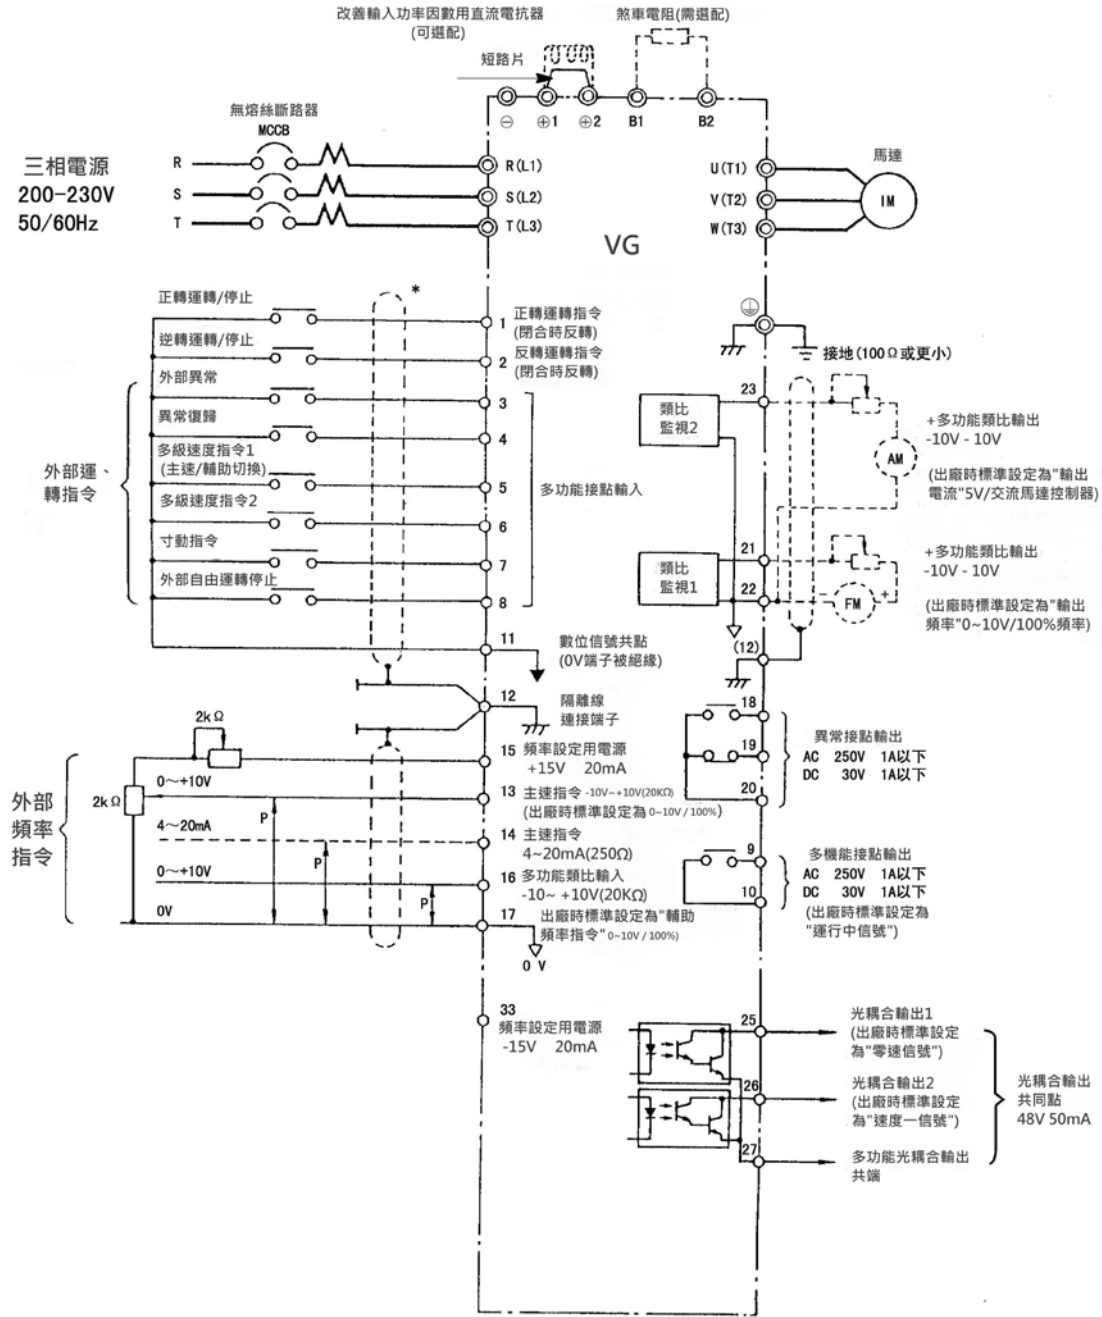 改善輸入功率因數用直流電抗器
(可選配)
煞車電阻(需選配)
短路片
無熔絲斷路器
MCCB
⊖
⊕1
⊕2
B1
B2
三相電源
200-230V
50/60Hz
R
S
T
R(L1)
S(L2)
T(L3)
U(T1)
V(T2)
W(T3)
馬達
IM
VG
正轉運轉/停止
逆轉運轉/停止
外部異常
異常復歸
多級速度指令1
(主速/輔助切換)
多級速度指令2
寸動指令
外部自由運轉停止
外部運、
轉指令
*
1
正轉運轉指令
(閉合時反轉)
2
反轉運轉指令
(閉合時反轉)
3
4
5
6
7
8
多功能接點輸入
11
數位信號共點
(0V端子被絕緣)
12
隔離線
連接端子
接地(100Ω或更小)
類比
監視2
23
AM
+多功能類比輸出
-10V - 10V
(出廠時標準設定為"輸出
電流"5V/交流馬達控制器)
類比
監視1
21
22
(12)
− FM +
+多功能類比輸出
-10V - 10V
(出廠時標準設定為"輸出
頻率"0~10V/100%頻率)
外部
頻率
指令
2kΩ
2kΩ
0～+10V
4～20mA
0～+10V
0V
P
P
P
15
頻率設定用電源
+15V 20mA
13
主速指令 -10V~+10V(20KΩ)
(出廠時標準設定為 0~10V / 100%)
14
主速指令
4~20mA(250Ω)
16
多功能類比輸入
-10~ +10V(20KΩ)
17
出廠時標準設定為"輔助
頻率指令" 0~10V / 100%)
0 V
33
頻率設定用電源
-15V 20mA
18
19
20
異常接點輸出
AC 250V 1A以下
DC 30V 1A以下
9
10
多機能接點輸出
AC 250V 1A以下
DC 30V 1A以下
(出廠時標準設定為
"運行中信號")
25
光耦合輸出1
(出廠時標準設定
為"零速信號")
26
光耦合輸出2
(出廠時標準設定
為"速度一信號")
27
多功能光耦合輸出
共端
光耦合輸出
共同點
48V 50mA